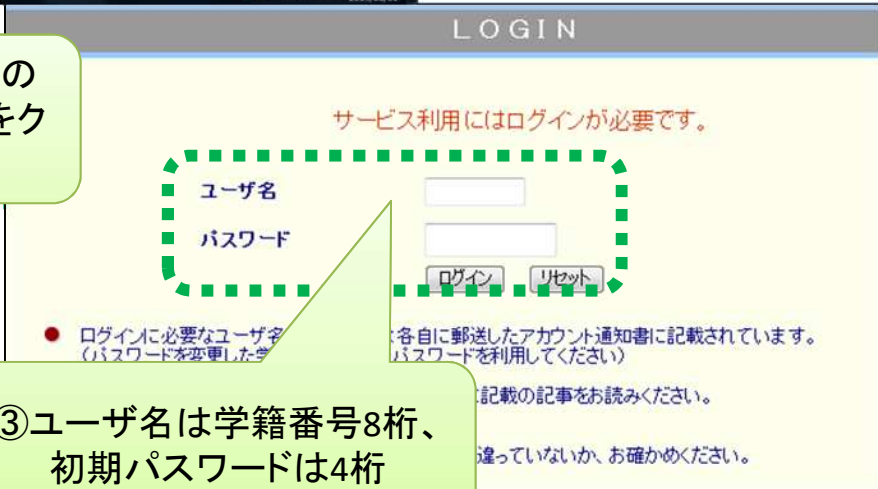 LOGIN
の
をク
サービス利用にはログインが必要です。
ユーザ名
パスワード
ログイン リセット
● ログインに必要なユーザ名 各自に郵送したアカウント通知書に記載されています。
(パスワードを変更した パスワードを利用してください)
記載の記事をお読みください。
違っていないか、お確かめください。
③ユーザ名は学籍番号8桁、
初期パスワードは4桁